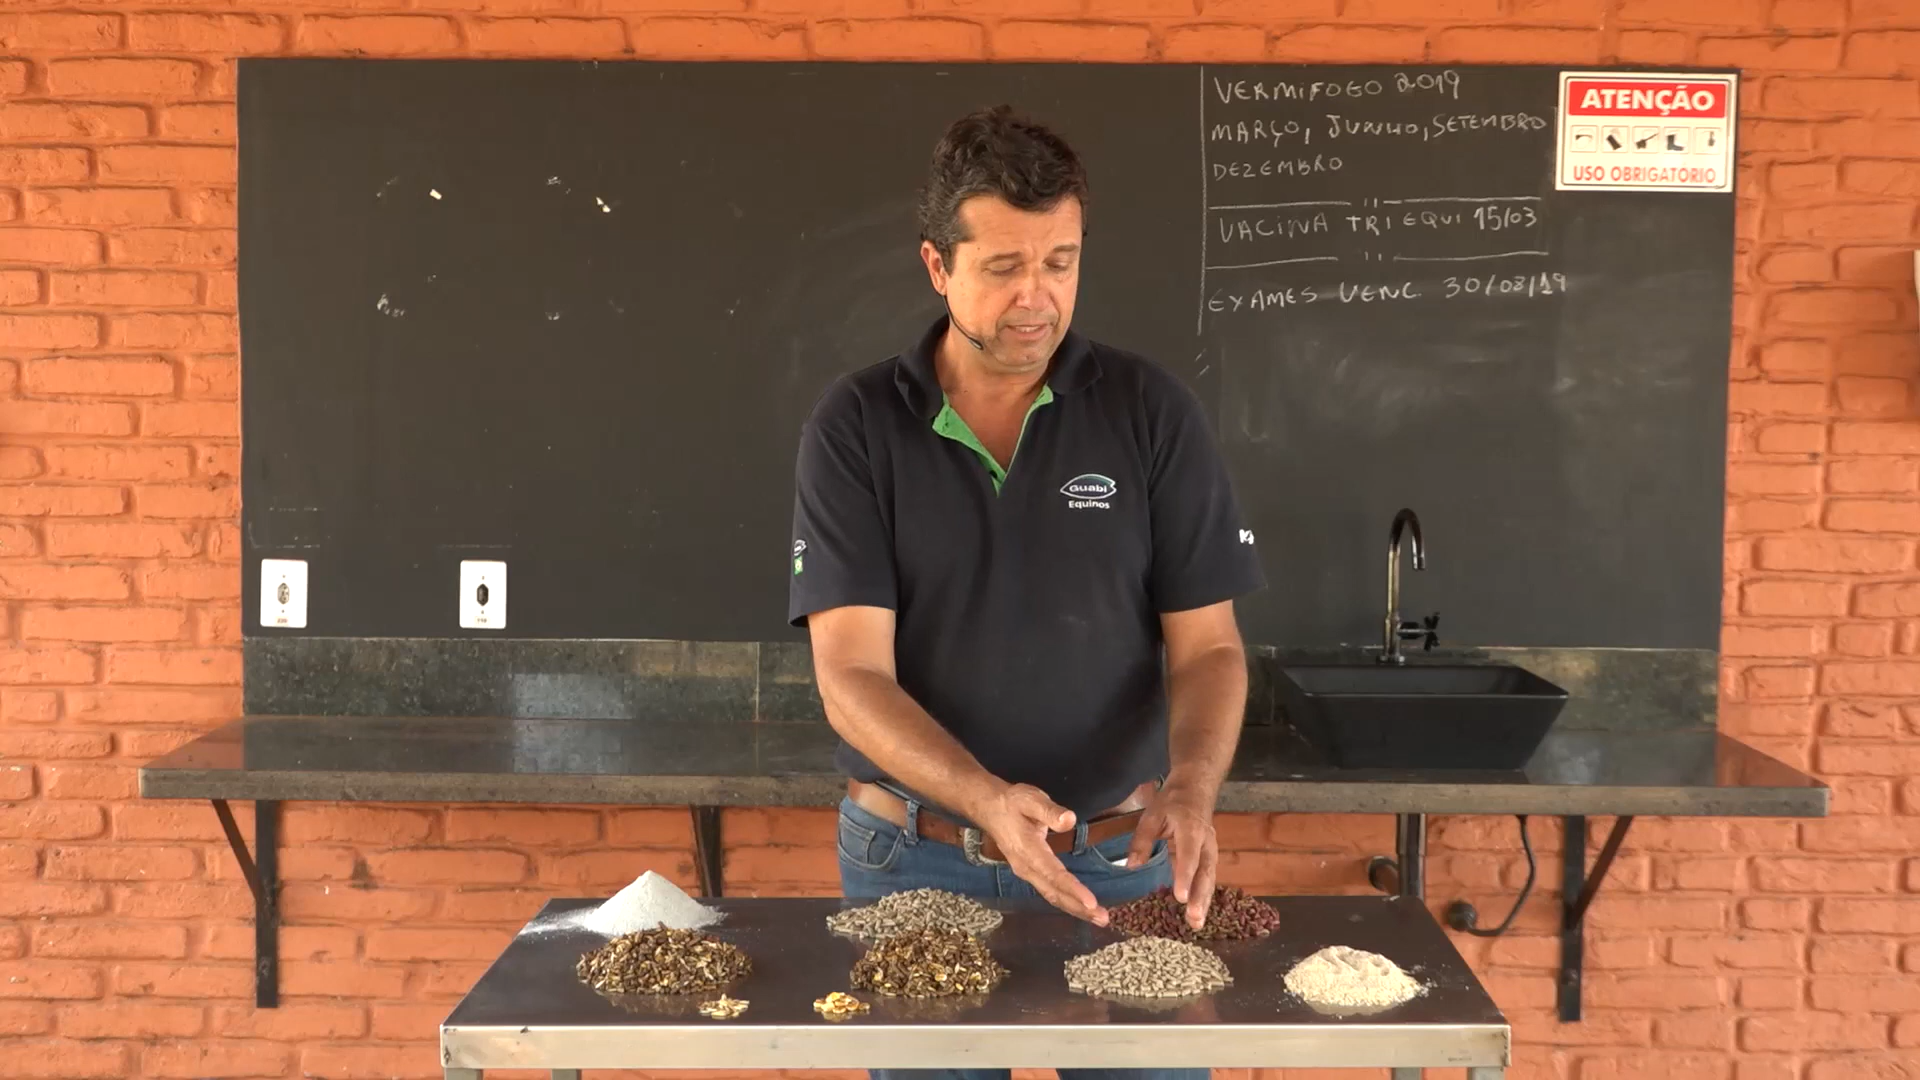 VERMIFOGO 2019
MARÇO, JUNHO, SETEMBRO
DEZEMBRO
VACINA TRI EQUI 15/03
EXAMES VENC. 30/08/19
ATENÇÃO
USO OBRIGATÓRIO
Guabi
Equinos